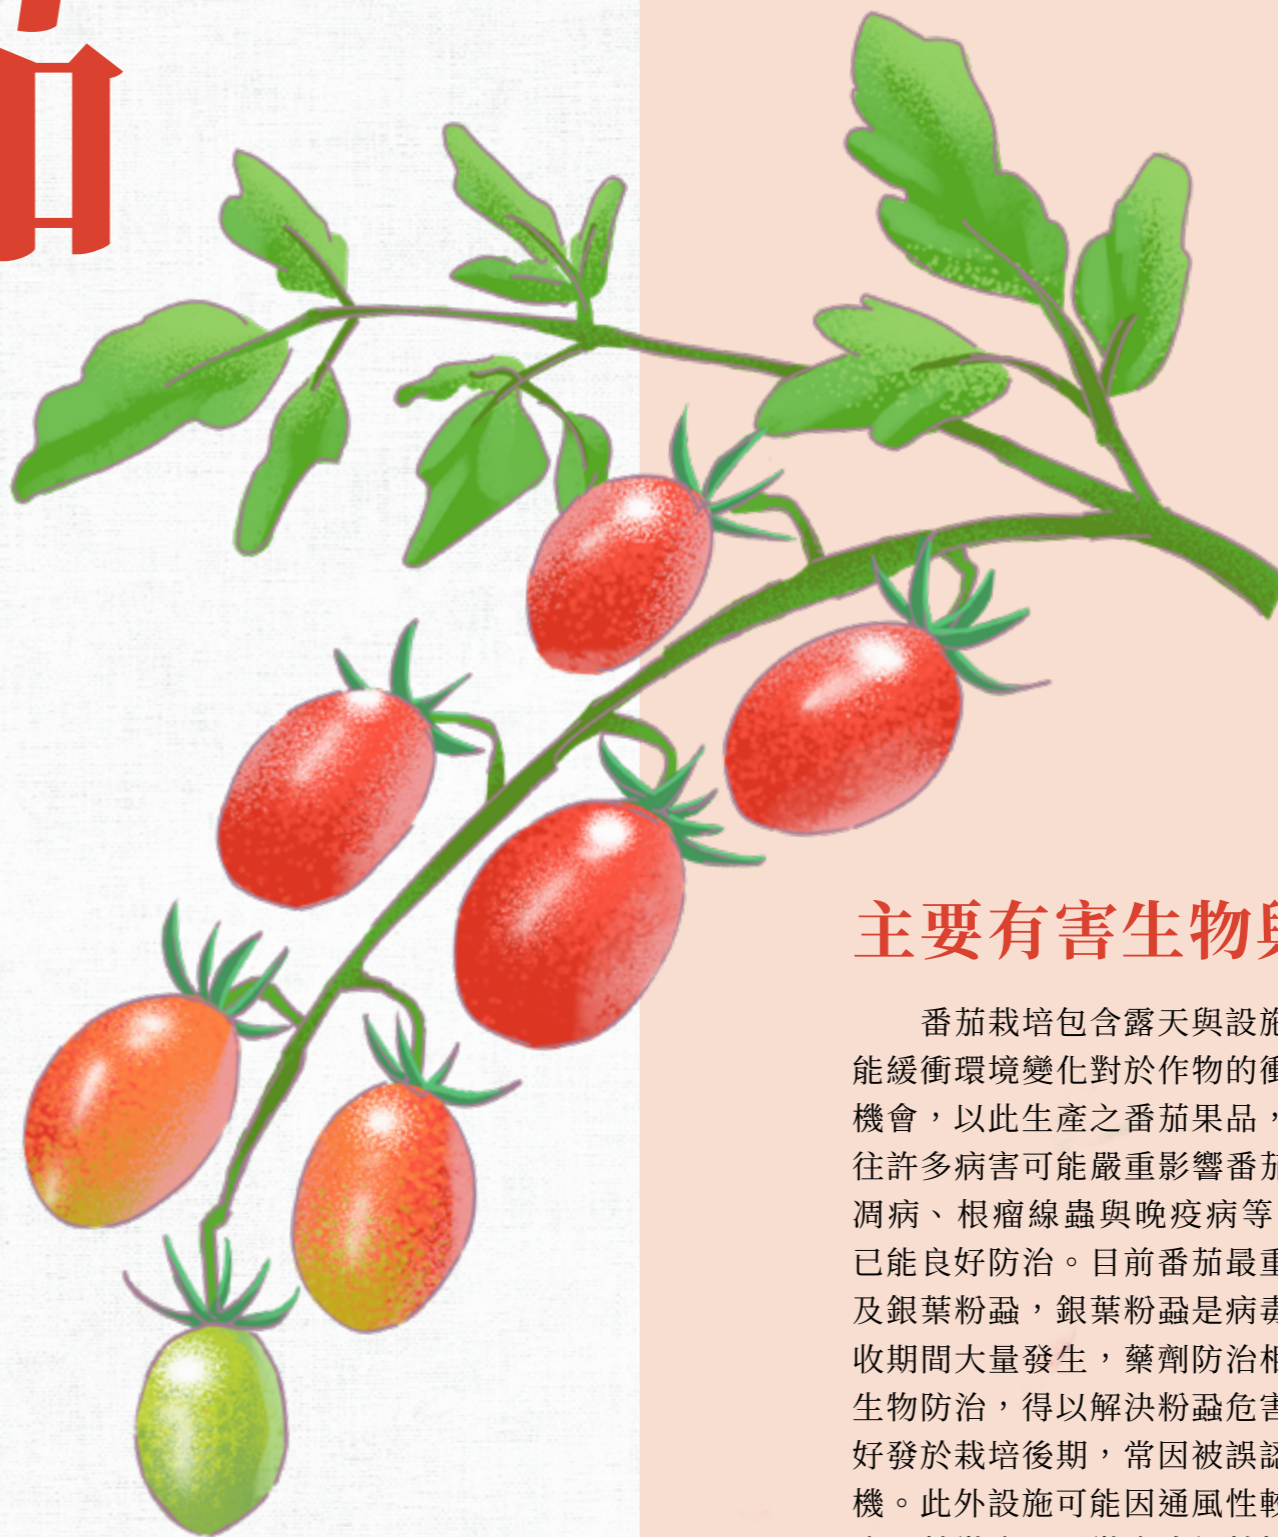 主要有害生物與
番茄栽培包含露天與設施
能緩衝環境變化對於作物的衝
機會，以此生產之番茄果品，
往許多病害可能嚴重影響番茄
凋病、根瘤線蟲與晚疫病等
已能良好防治。目前番茄最重
及銀葉粉蝨，銀葉粉蝨是病毒
收期間大量發生，藥劑防治相
生物防治，得以解決粉蝨危害
好發於栽培後期，常因被誤認
機。此外設施可能因通風性較